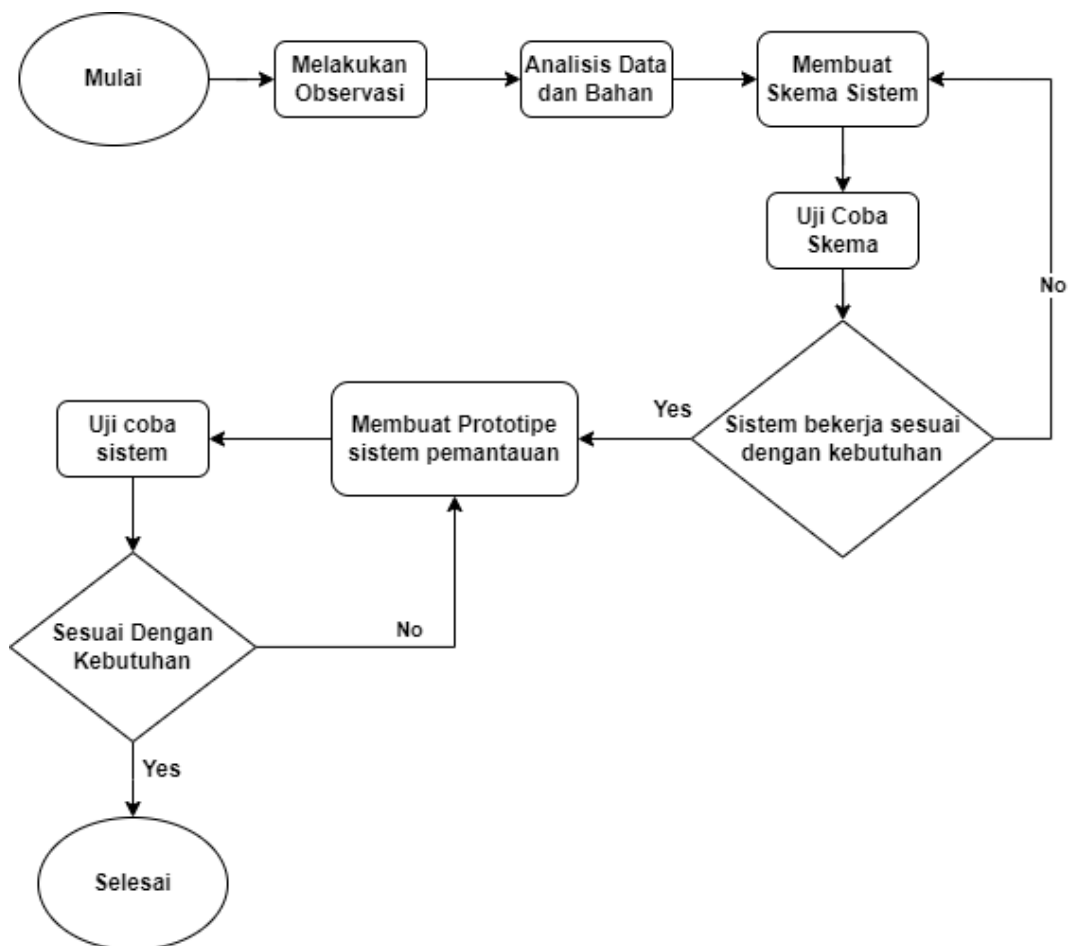 Mulai
Melakukan
Observasi
Analisis Data
dan Bahan
Membuat
Skema Sistem
Uji Coba
Skema
No
Sistem bekerja sesuai
dengan kebutuhan
Yes
Membuat Prototipe
sistem pemantauan
Uji coba
sistem
Sesuai Dengan
Kebutuhan
No
Yes
Selesai